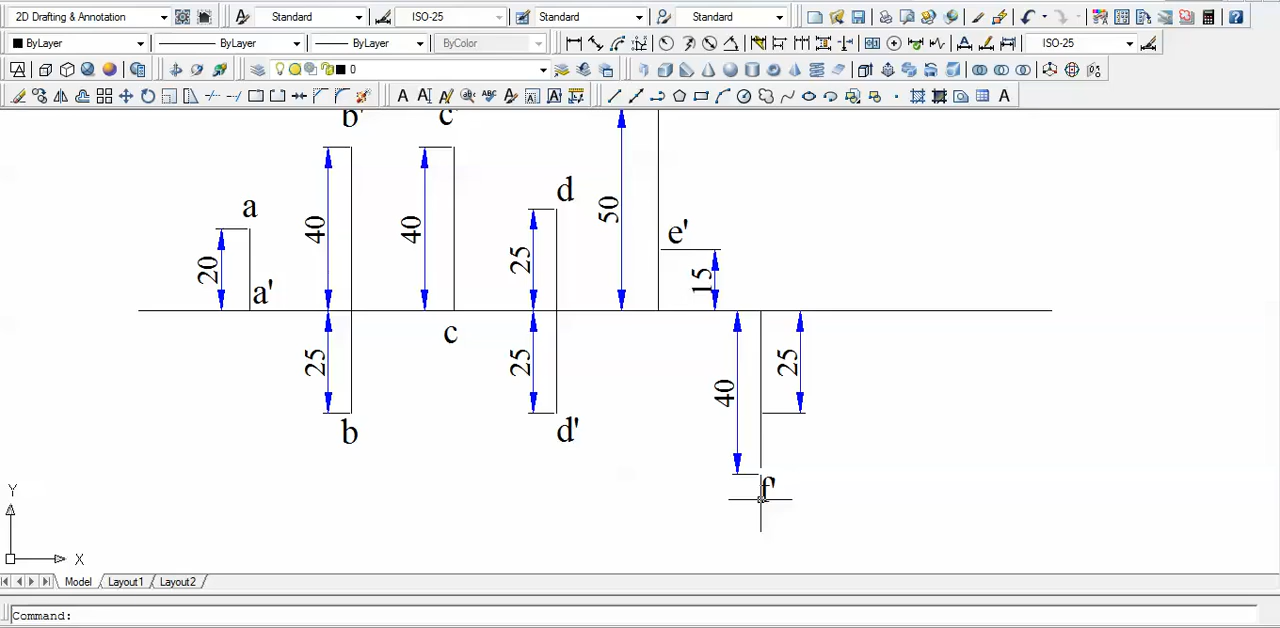 2D Drafting & Annotation
Standard
ISO-25
Standard
Standard
ByLayer
ByLayer
ByLayer
ByColor
ISO-25
0
b'
c'
a
20
a'
40
40
d
25
50
e'
15
25
b
c
25
d'
40
25
f'
Y
X
Model
Layout1
Layout2
Command: